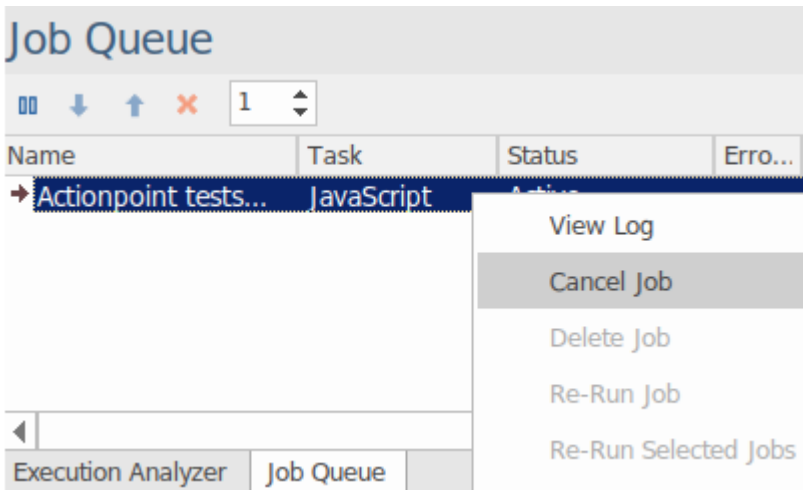 Job Queue
1
Name Task Status Erro...
Actionpoint tests... JavaScript Active
View Log
Cancel Job
Delete Job
Re-Run Job
Re-Run Selected Jobs
Execution Analyzer Job Queue